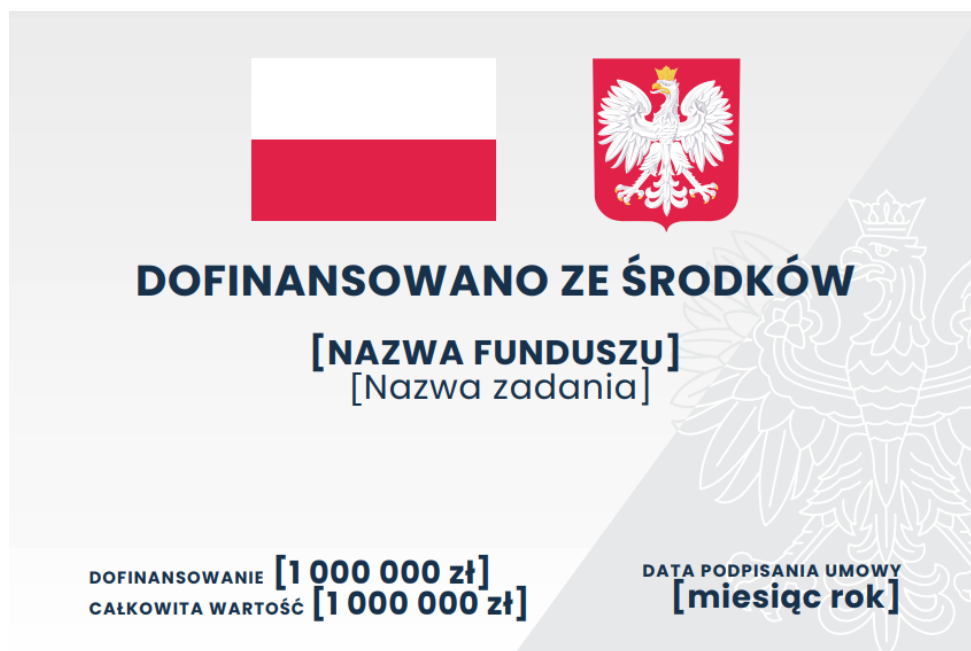 DOFINANSOWANO ZE ŚRODKÓW
[NAZWA FUNDUSZU]
[Nazwa zadania]
DOFINANSOWANIE [1 000 000 zł]
CAŁKOWITA WARTOŚĆ [1 000 000 zł]
DATA PODPISANIA UMOWY
[miesiąc rok]